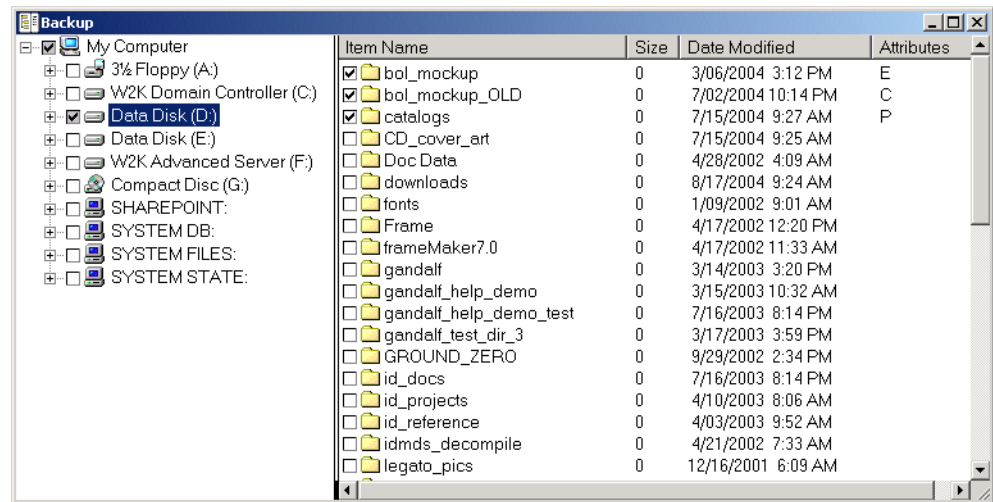 Backup
My Computer
3½ Floppy (A:)
W2K Domain Controller (C:)
Data Disk (D:)
Data Disk (E:)
W2K Advanced Server (F:)
Compact Disc (G:)
SHAREPOINT:
SYSTEM DB:
SYSTEM FILES:
SYSTEM STATE:
Item Name Size Date Modified Attributes
bol_mockup 0 3/06/2004 3:12 PM E
bol_mockup_OLD 0 7/02/2004 10:14 PM C
catalogs 0 7/15/2004 9:27 AM P
CD_cover_art 0 7/15/2004 9:25 AM
Doc Data 0 4/28/2002 4:09 AM
downloads 0 8/17/2004 9:24 AM
fonts 0 1/09/2002 9:01 AM
Frame 0 4/17/2002 12:20 PM
frameMaker7.0 0 4/17/2002 11:33 AM
gandalf 0 3/14/2003 3:20 PM
gandalf_help_demo 0 3/15/2003 10:32 AM
gandalf_help_demo_test 0 7/16/2003 8:14 PM
gandalf_test_dir_3 0 3/17/2003 3:59 PM
GROUND_ZERO 0 9/29/2002 2:34 PM
id_docs 0 7/16/2003 8:14 PM
id_projects 0 4/10/2003 8:06 AM
id_reference 0 4/03/2003 9:52 AM
idmds_decompile 0 4/21/2002 7:33 AM
legato_pics 0 12/16/2001 6:09 AM